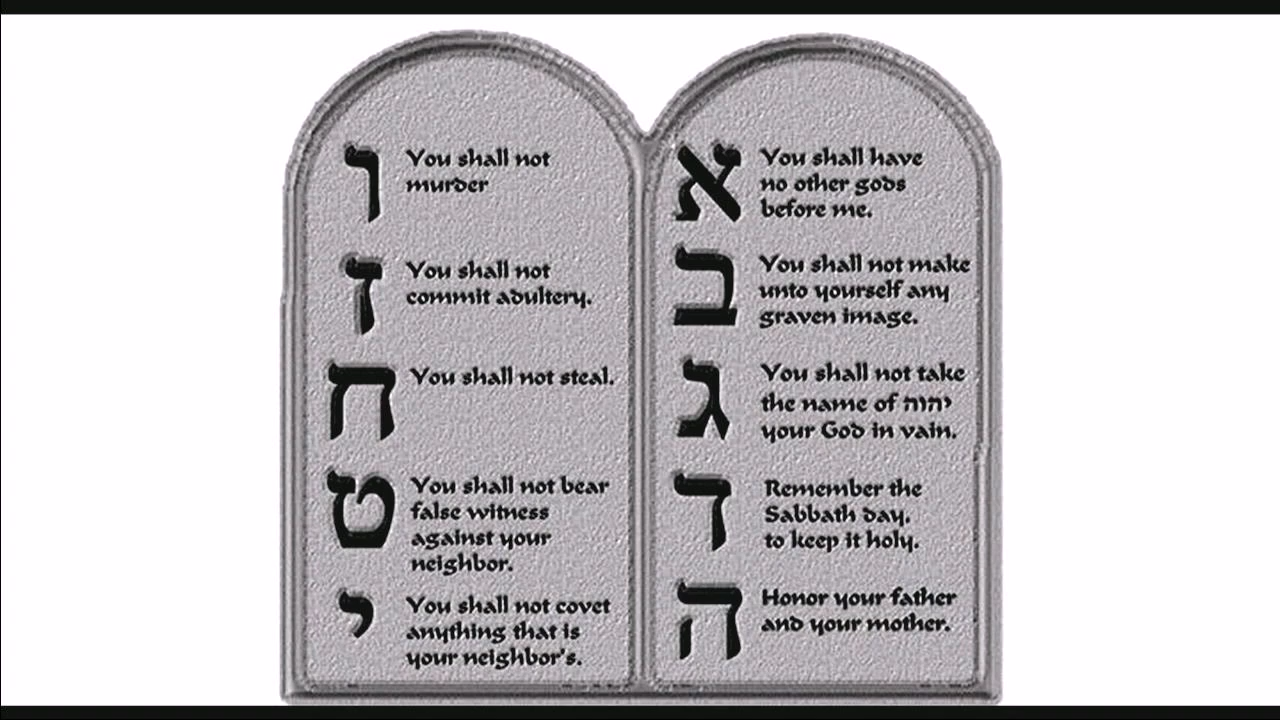 א You shall have
no other gods
before me.
ב You shall not make
unto yourself any
graven image.
ג You shall not take
the name of יהוה
your God in vain.
ד Remember the
Sabbath day,
to keep it holy.
ה Honor your father
and your mother.
ו You shall not
murder
ז You shall not
commit adultery.
ח You shall not steal.
ט You shall not bear
false witness
against your
neighbor.
י You shall not covet
anything that is
your neighbor's.